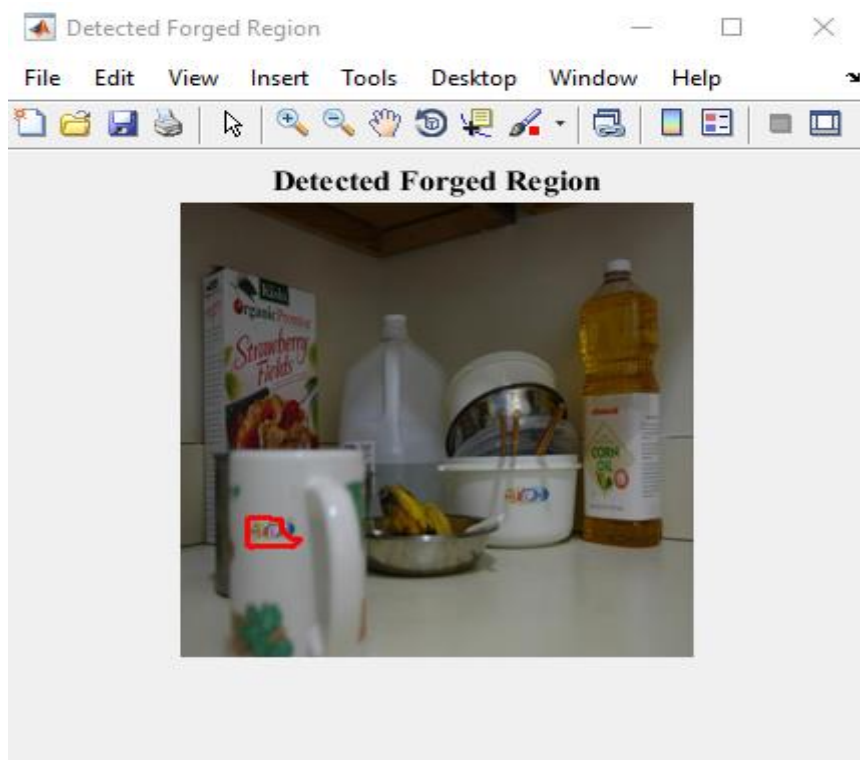 Detected Forged Region
File Edit View Insert Tools Desktop Window Help
Detected Forged Region
Organic
Strawberry
Fields
CORN
OIL